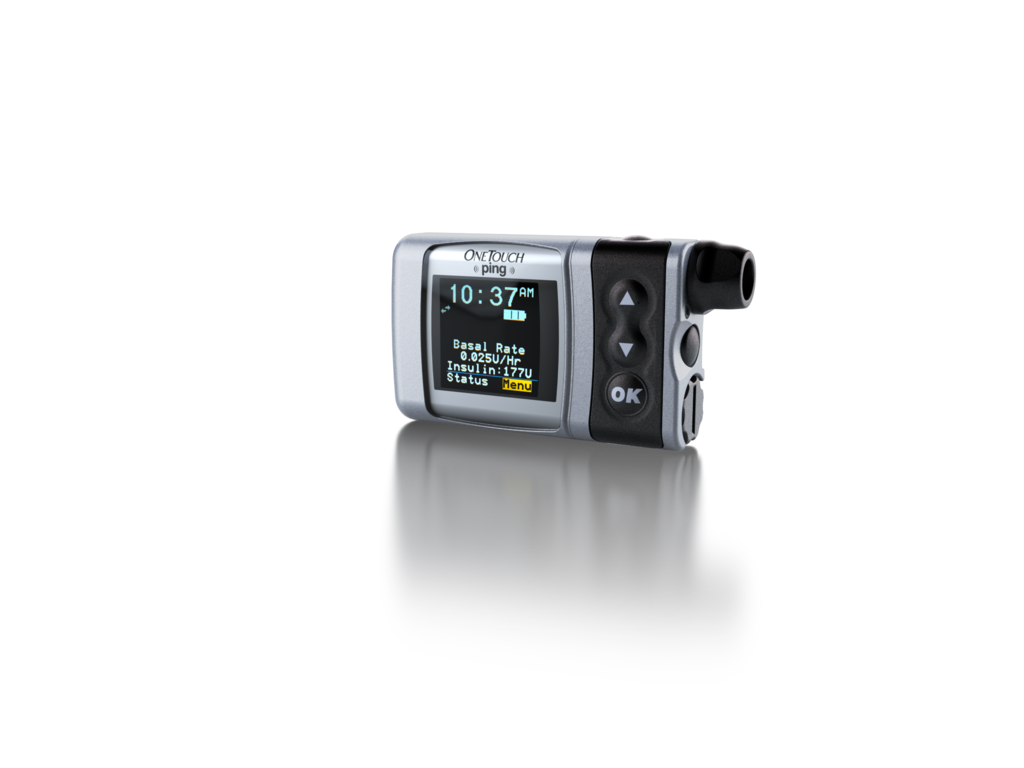 ONETOUCH
ping
10:37AM
Basal Rate
0.025U/Hr
Insulin:177U
Status Menu
OK